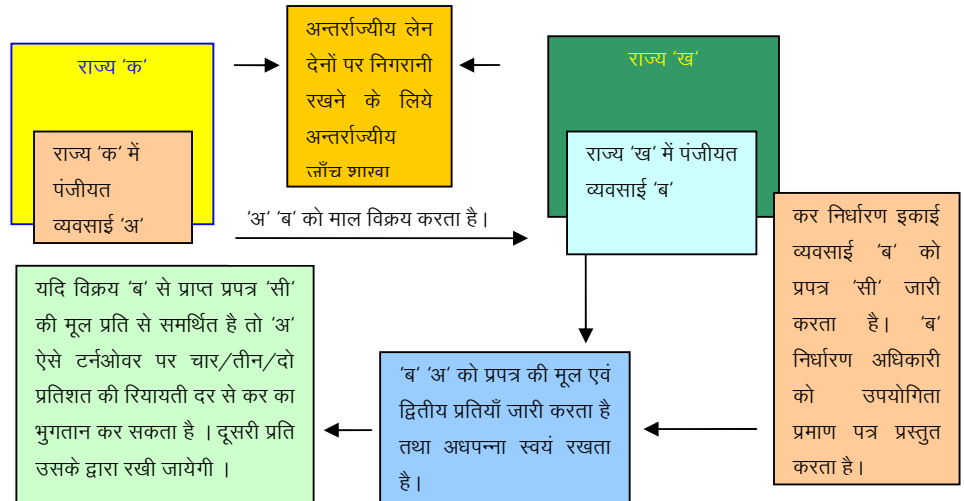 राज्य ‘क’
अन्तर्राज्यीय लेन
देनों पर निगरानी
रखने के लिये
अन्तर्राज्यीय
जाँच शाखा
राज्य ‘ख’
राज्य ‘क’ में
पंजीयत
व्यवसाई ‘अ’
राज्य ‘ख’ में पंजीयत
व्यवसाई ‘ब’
‘अ’ ‘ब’ को माल विक्रय करता है।
कर निर्धारण इकाई
व्यवसाई ‘ब’ को
प्रपत्र ‘सी’ जारी
करता है। ‘ब’
निर्धारण अधिकारी
को उपयोगिता
प्रमाण पत्र प्रस्तुत
करता है।
यदि विक्रय ‘ब’ से प्राप्त प्रपत्र ‘सी’
की मूल प्रति से समर्थित है तो ‘अ’
ऐसे टर्नओवर पर चार/तीन/दो
प्रतिशत की रियायती दर से कर का
भुगतान कर सकता है । दूसरी प्रति
उसके द्वारा रखी जायेगी ।
‘ब’ ‘अ’ को प्रपत्र की मूल एवं
द्वितीय प्रतियाँ जारी करता है
तथा अधपन्ना स्वयं रखता
है।